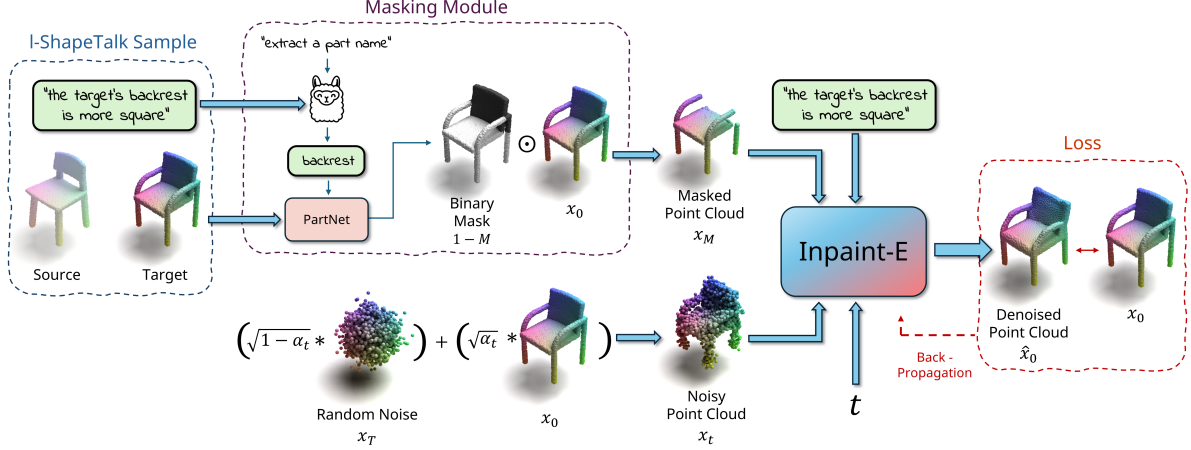 Masking Module
l-ShapeTalk Sample
"the target's backrest
is more square"
Source
Target
"extract a part name"
backrest
PartNet
Binary
Mask
1 − M
⊙
x₀
Masked
Point Cloud
x_M
"the target's backrest
is more square"
Inpaint-E
Loss
Denoised
Point Cloud
x̂₀
x₀
Back -
Propagation
(√1 − αₜ *
) + (√αₜ *
)
Random Noise
x_T
x₀
Noisy
Point Cloud
xₜ
t